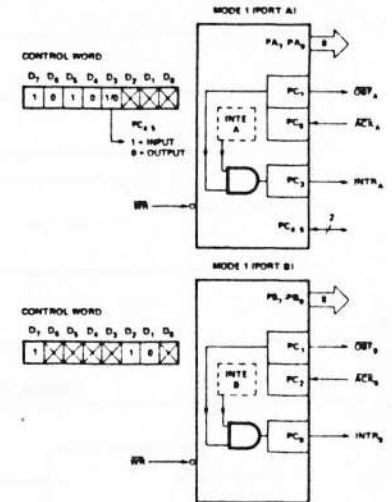 MODE 1 (PORT A)
PA7 PA0 8
CONTROL WORD
D7 D6 D5 D4 D3 D2 D1 D0
1 0 1 0 1/0
PC4 5
1 = INPUT
0 = OUTPUT
PC7 OBFA
INTE A
PC6 ACKA
PC3 INTRA
WR
PC4 5 2
MODE 1 (PORT B)
PB7 PB0 8
CONTROL WORD
D7 D6 D5 D4 D3 D2 D1 D0
1 1 0
PC1 OBFB
INTE B
PC2 ACKB
PC0 INTRB
WR